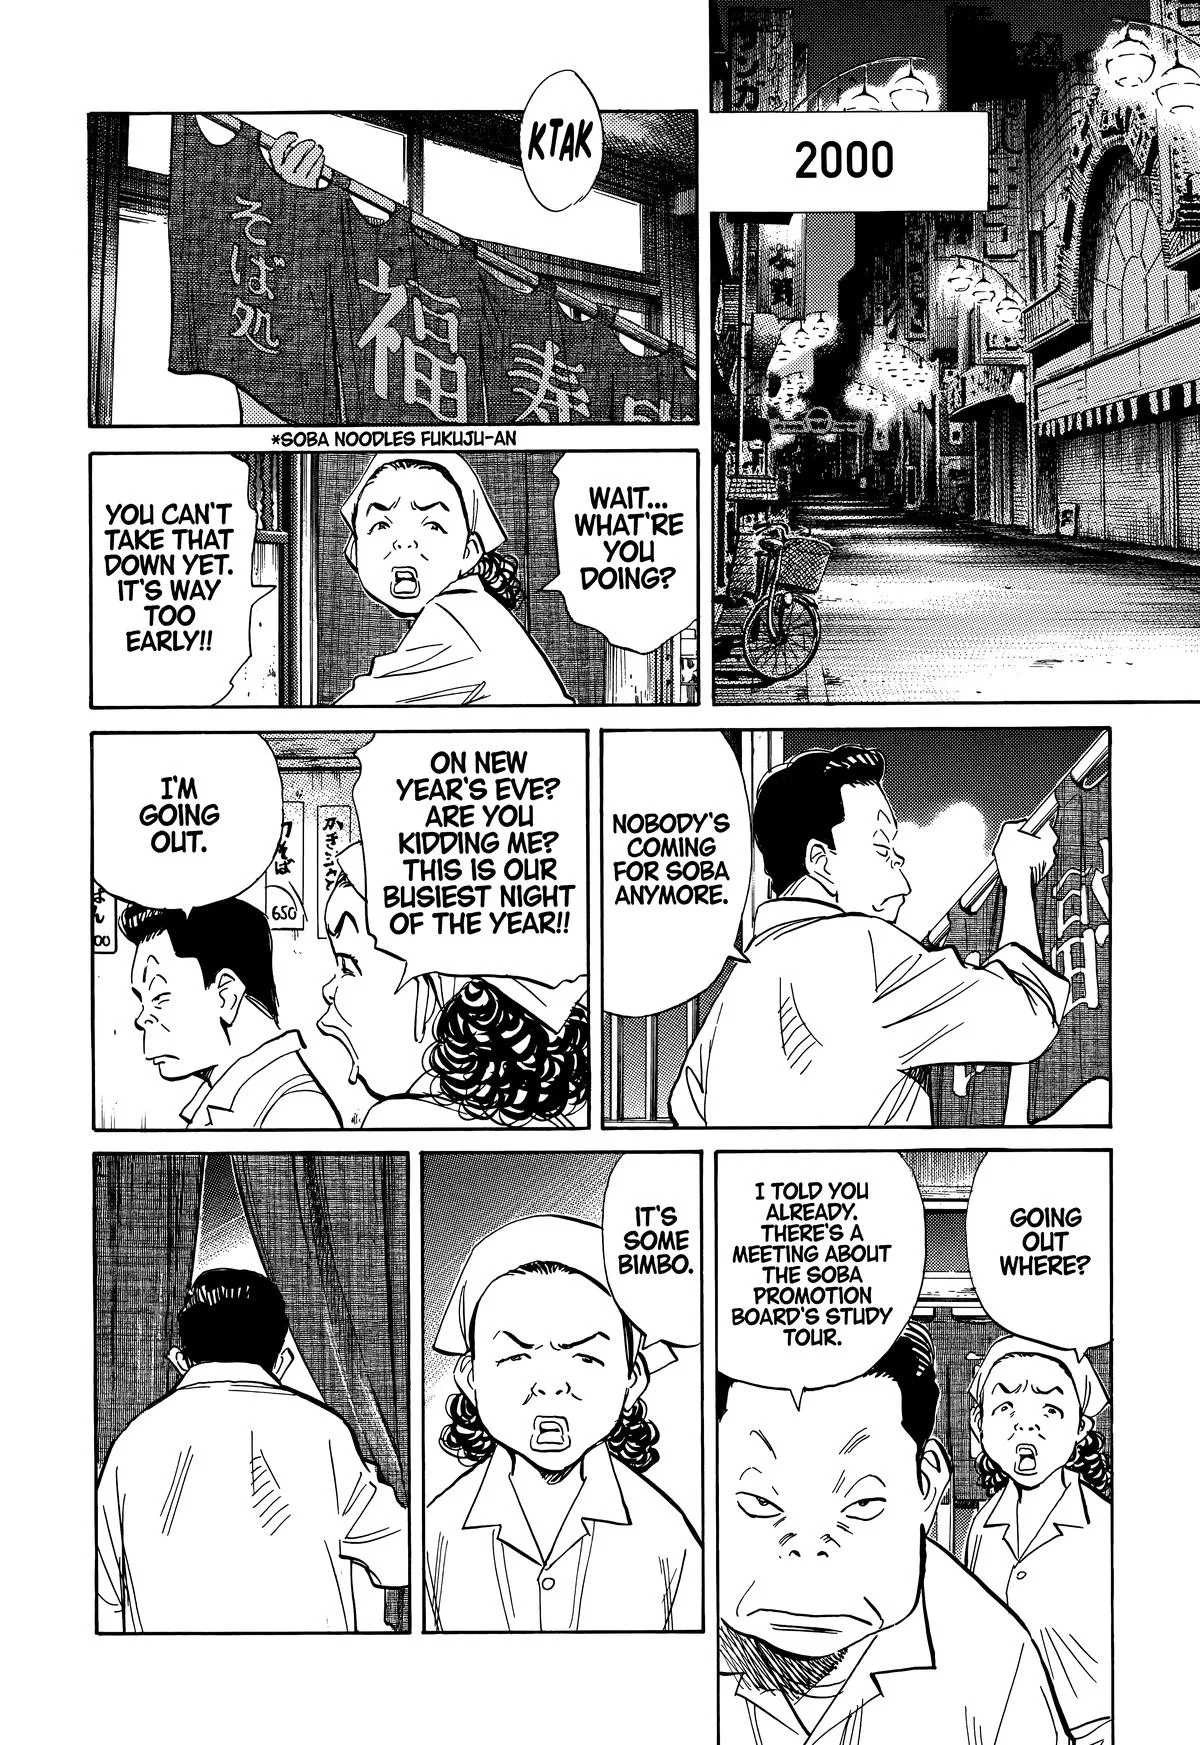 2000
KTAK
そば処
福寿
*SOBA NOODLES FUKUJU-AN
WAIT...
WHAT'RE
YOU
DOING?
YOU CAN'T
TAKE THAT
DOWN YET.
IT'S WAY
TOO
EARLY!!
NOBODY'S
COMING
FOR SOBA
ANYMORE.
ON NEW
YEAR'S EVE?
ARE YOU
KIDDING ME?
THIS IS OUR
BUSIEST NIGHT
OF THE YEAR!!
I'M
GOING
OUT.
650
GOING
OUT
WHERE?
I TOLD YOU
ALREADY.
THERE'S A
MEETING ABOUT
THE SOBA
PROMOTION
BOARD'S STUDY
TOUR.
IT'S
SOME
BIMBO.